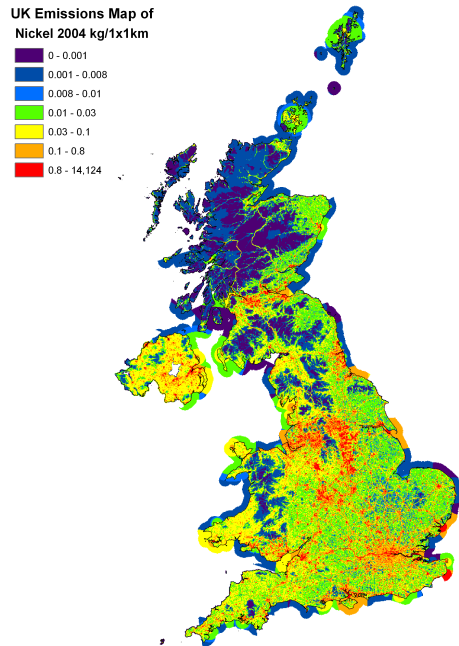 UK Emissions Map of
Nickel 2004 kg/1x1km
0 - 0.001
0.001 - 0.008
0.008 - 0.01
0.01 - 0.03
0.03 - 0.1
0.1 - 0.8
0.8 - 14,124